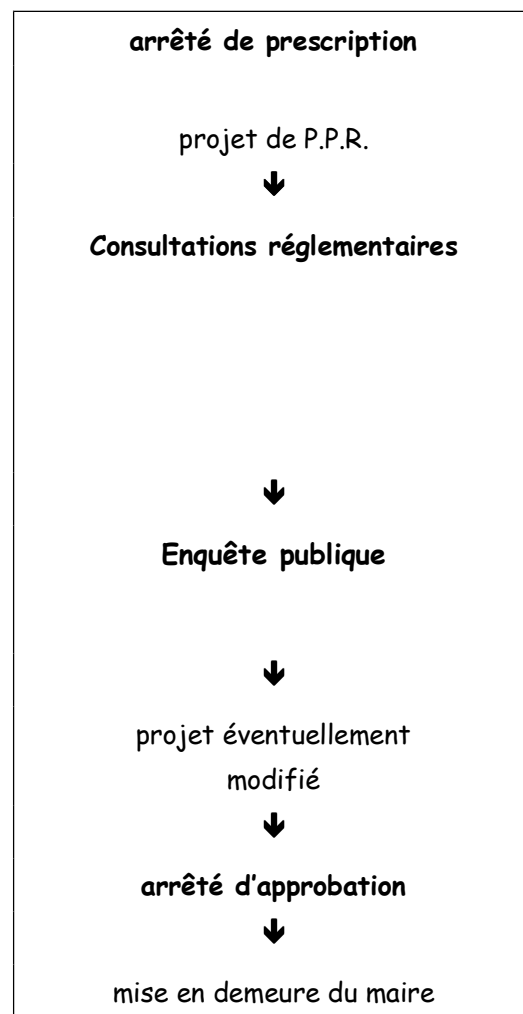 arrêté de prescription
projet de P.P.R.
🡻
Consultations réglementaires
🡻
Enquête publique
🡻
projet éventuellement
modifié
🡻
arrêté d’approbation
🡻
mise en demeure du maire